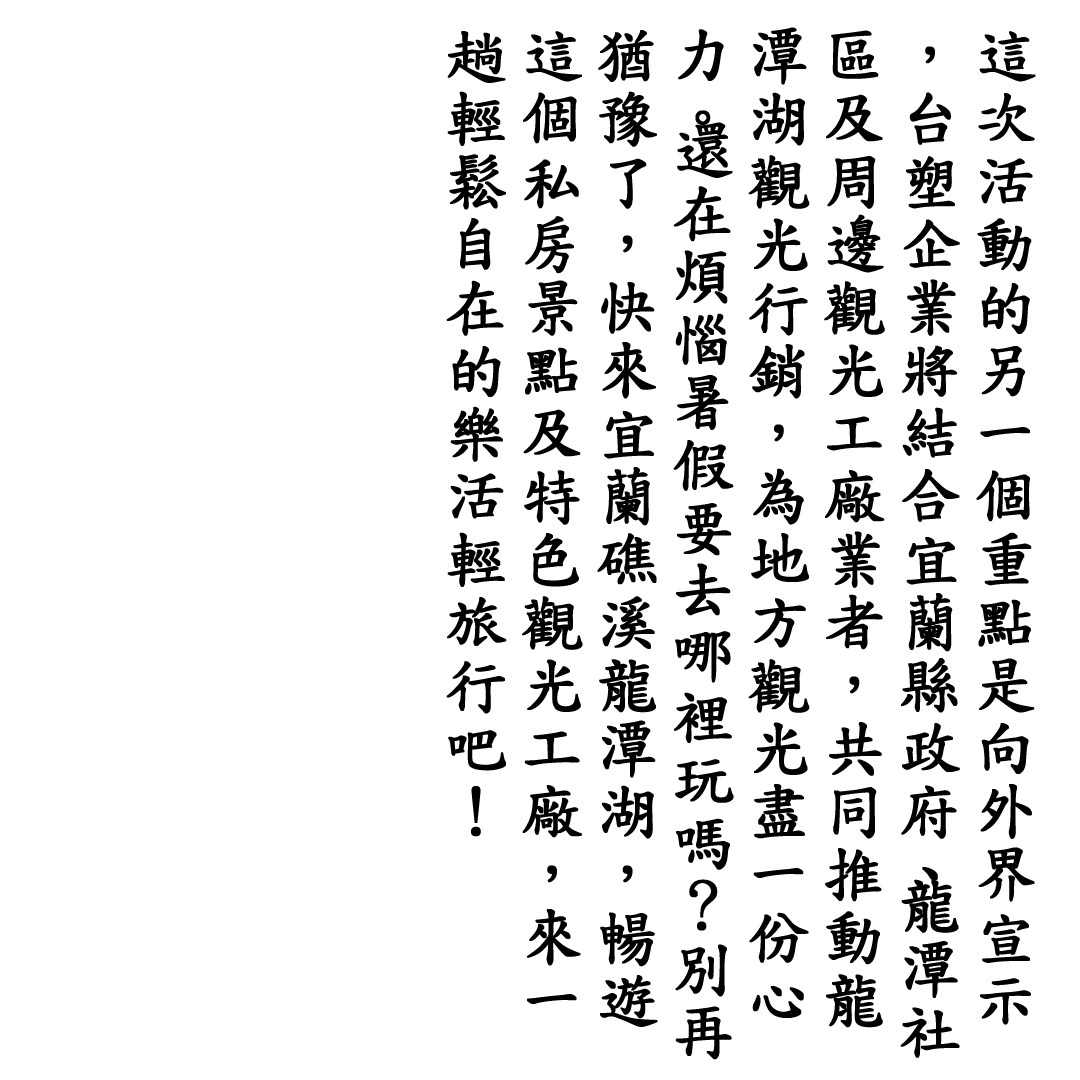 這次活動的另一個重點是向外界宣示
，台塑企業將結合宜蘭縣政府、龍潭社
區及周邊觀光工廠業者，共同推動龍
潭湖觀光行銷，為地方觀光盡一份心
力。還在煩惱暑假要去哪裡玩嗎？別再
猶豫了，快來宜蘭礁溪龍潭湖，暢遊
這個私房景點及特色觀光工廠，來一
趟輕鬆自在的樂活輕旅行吧！